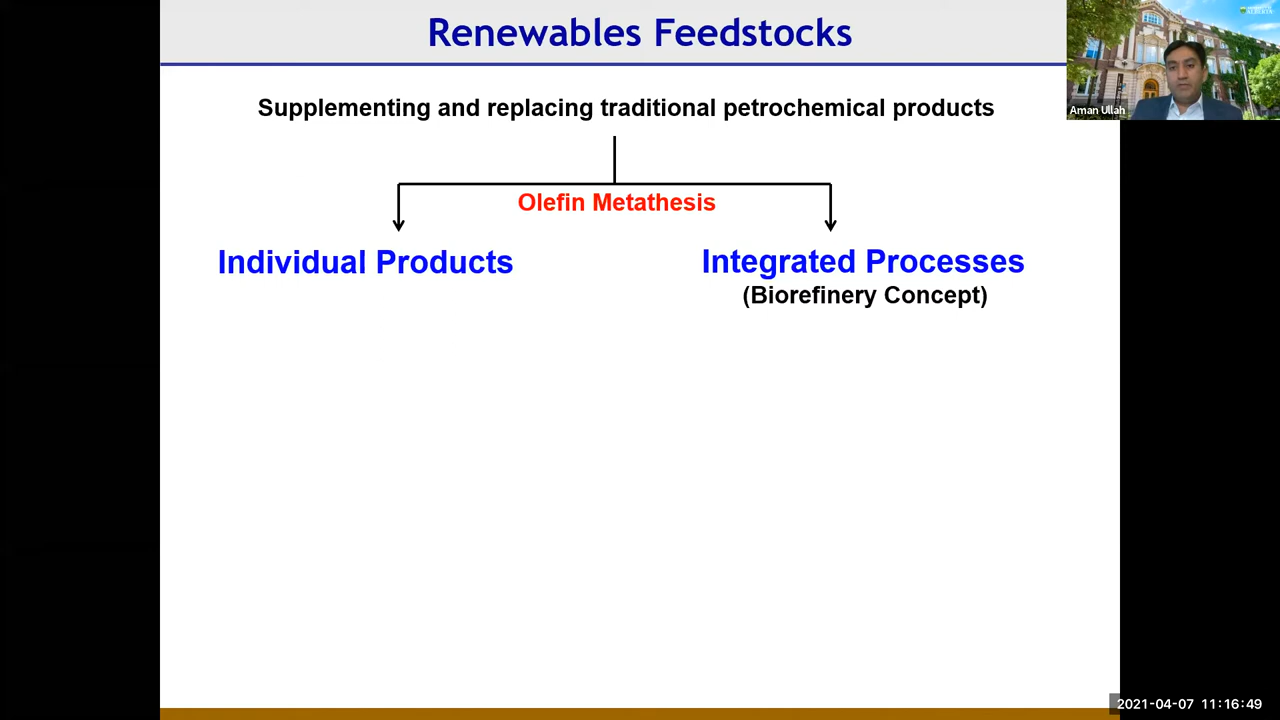 Renewables Feedstocks
Supplementing and replacing traditional petrochemical products
Olefin Metathesis
Individual Products
Integrated Processes
(Biorefinery Concept)
Aman Ullah
ALBERTA
2021-04-07 11:16:49